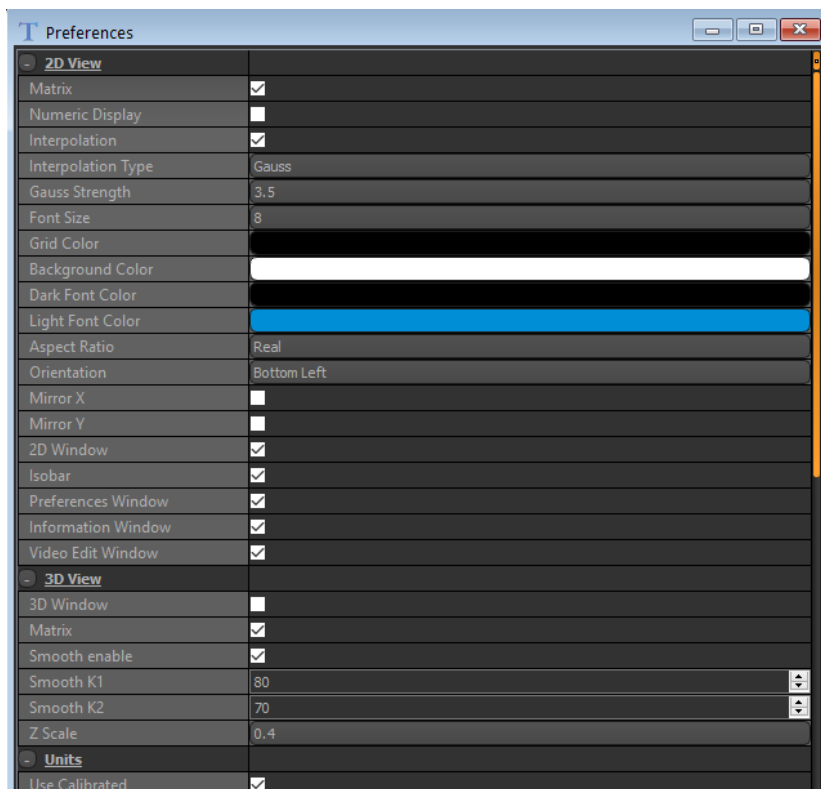 T Preferences
- 2D View
Matrix
Numeric Display
Interpolation
Interpolation Type Gauss
Gauss Strength 3.5
Font Size 8
Grid Color
Background Color
Dark Font Color
Light Font Color
Aspect Ratio Real
Orientation Bottom Left
Mirror X
Mirror Y
2D Window
Isobar
Preferences Window
Information Window
Video Edit Window
- 3D View
3D Window
Matrix
Smooth enable
Smooth K1 80
Smooth K2 70
Z Scale 0.4
- Units
Use Calibrated